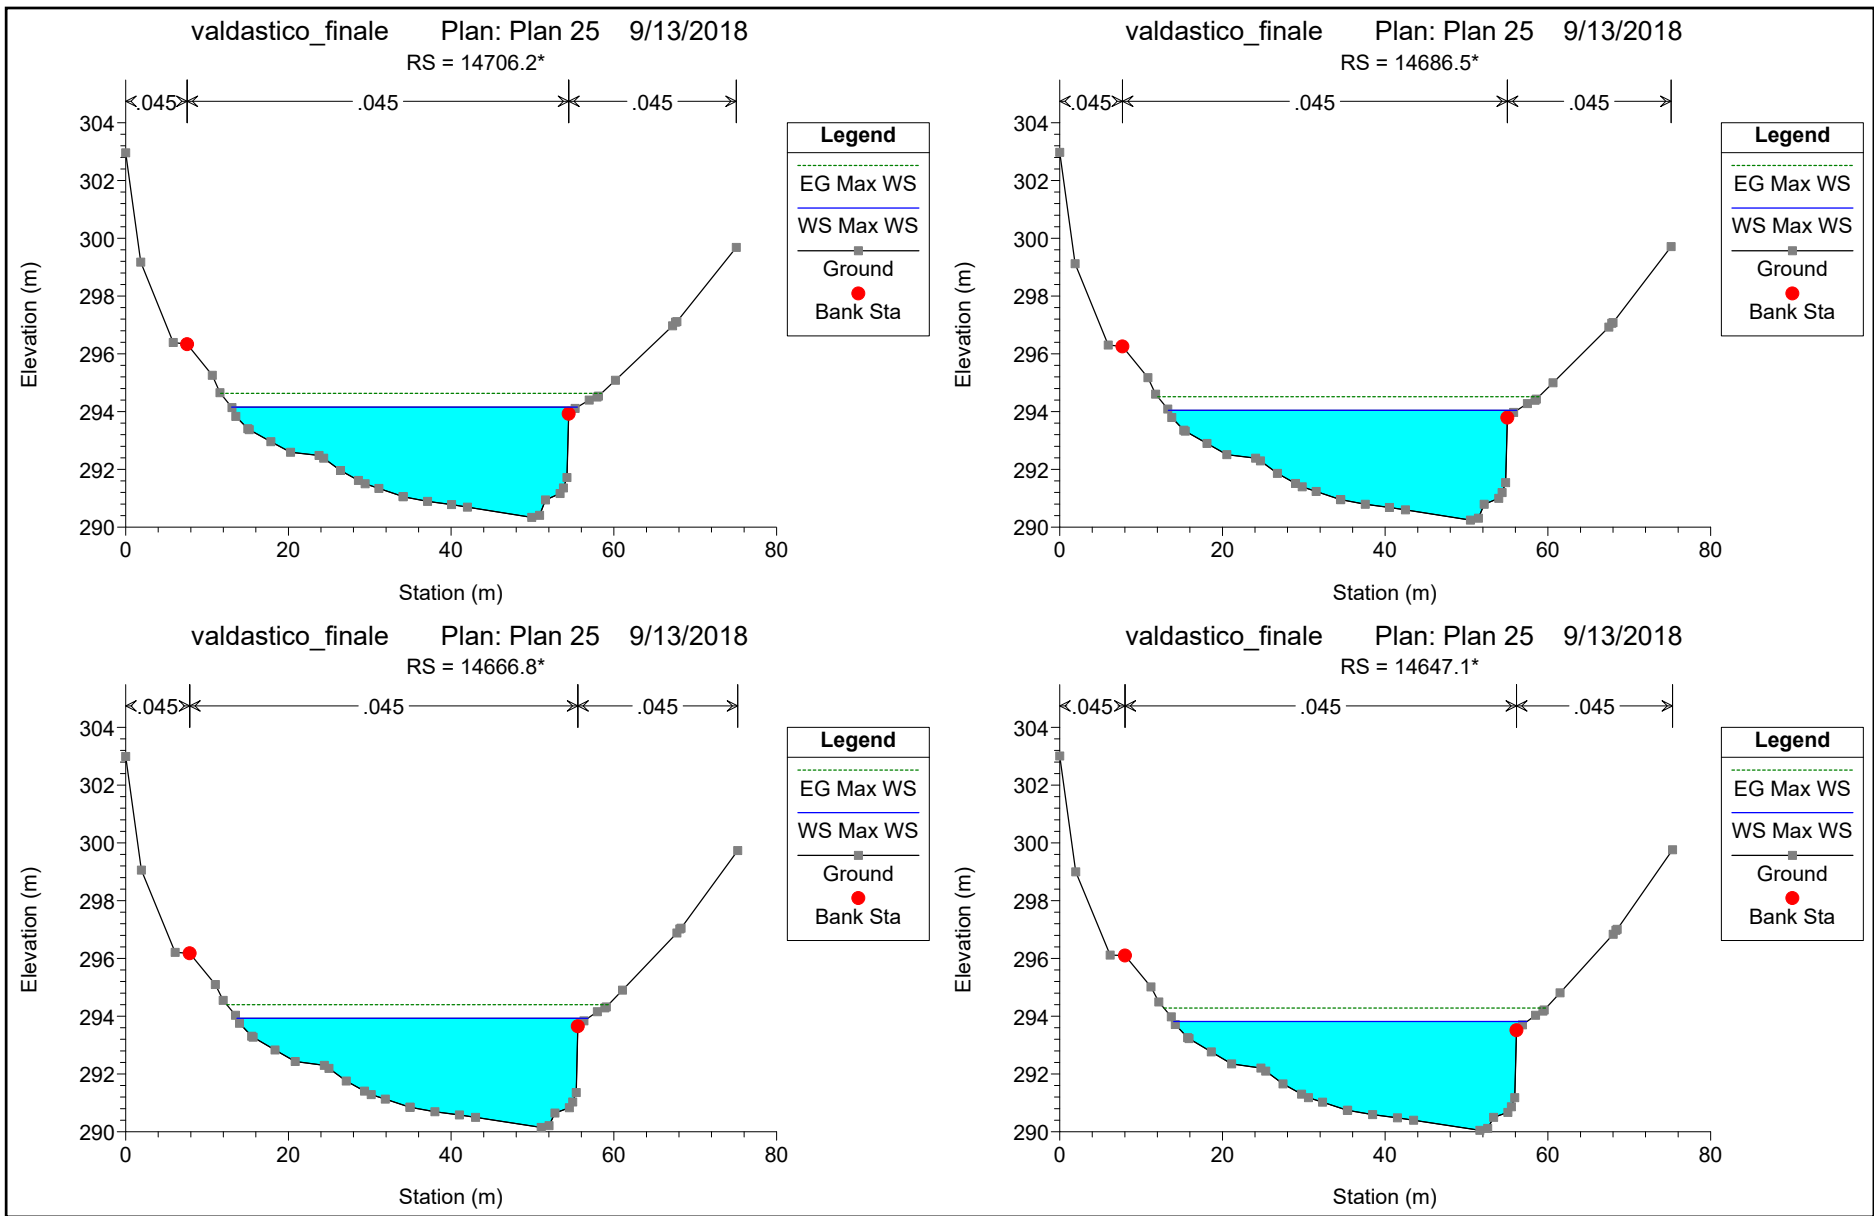 valdastico_finale Plan: Plan 25 9/13/2018
RS = 14706.2*
.045 .045 .045
304
302
300
298
296
294
292
290
Elevation (m)
0 20 40 60 80
Station (m)
Legend
EG Max WS
WS Max WS
Ground
Bank Sta
valdastico_finale Plan: Plan 25 9/13/2018
RS = 14686.5*
.045 .045 .045
304
302
300
298
296
294
292
290
Elevation (m)
0 20 40 60 80
Station (m)
Legend
EG Max WS
WS Max WS
Ground
Bank Sta
valdastico_finale Plan: Plan 25 9/13/2018
RS = 14666.8*
.045 .045 .045
304
302
300
298
296
294
292
290
Elevation (m)
0 20 40 60 80
Station (m)
Legend
EG Max WS
WS Max WS
Ground
Bank Sta
valdastico_finale Plan: Plan 25 9/13/2018
RS = 14647.1*
.045 .045 .045
304
302
300
298
296
294
292
290
Elevation (m)
0 20 40 60 80
Station (m)
Legend
EG Max WS
WS Max WS
Ground
Bank Sta